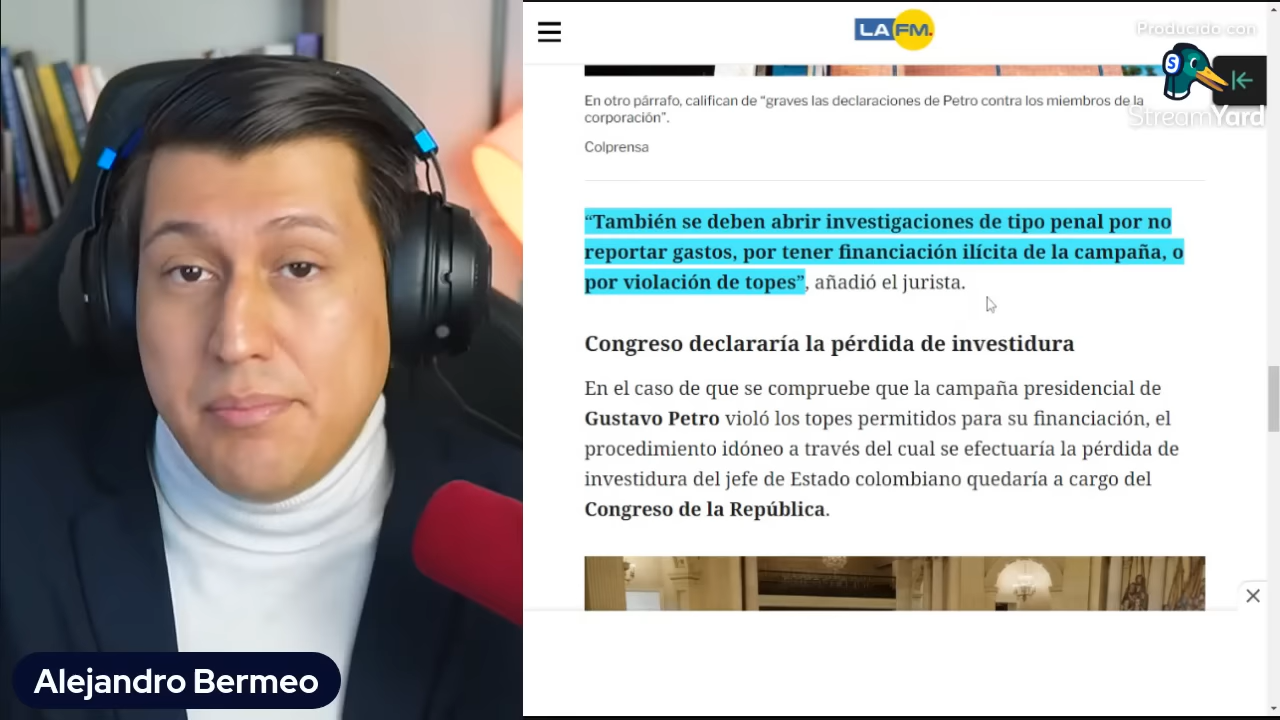 LA FM.
Producido con
S
StreamYard
En otro párrafo, califican de “graves las declaraciones de Petro contra los miembros de la
corporación”.
Colprensa
“También se deben abrir investigaciones de tipo penal por no
reportar gastos, por tener financiación ilícita de la campaña, o
por violación de topes”, añadió el jurista.
Congreso declararía la pérdida de investidura
En el caso de que se compruebe que la campaña presidencial de
Gustavo Petro violó los topes permitidos para su financiación, el
procedimiento idóneo a través del cual se efectuaría la pérdida de
investidura del jefe de Estado colombiano quedaría a cargo del
Congreso de la República.
Alejandro Bermeo